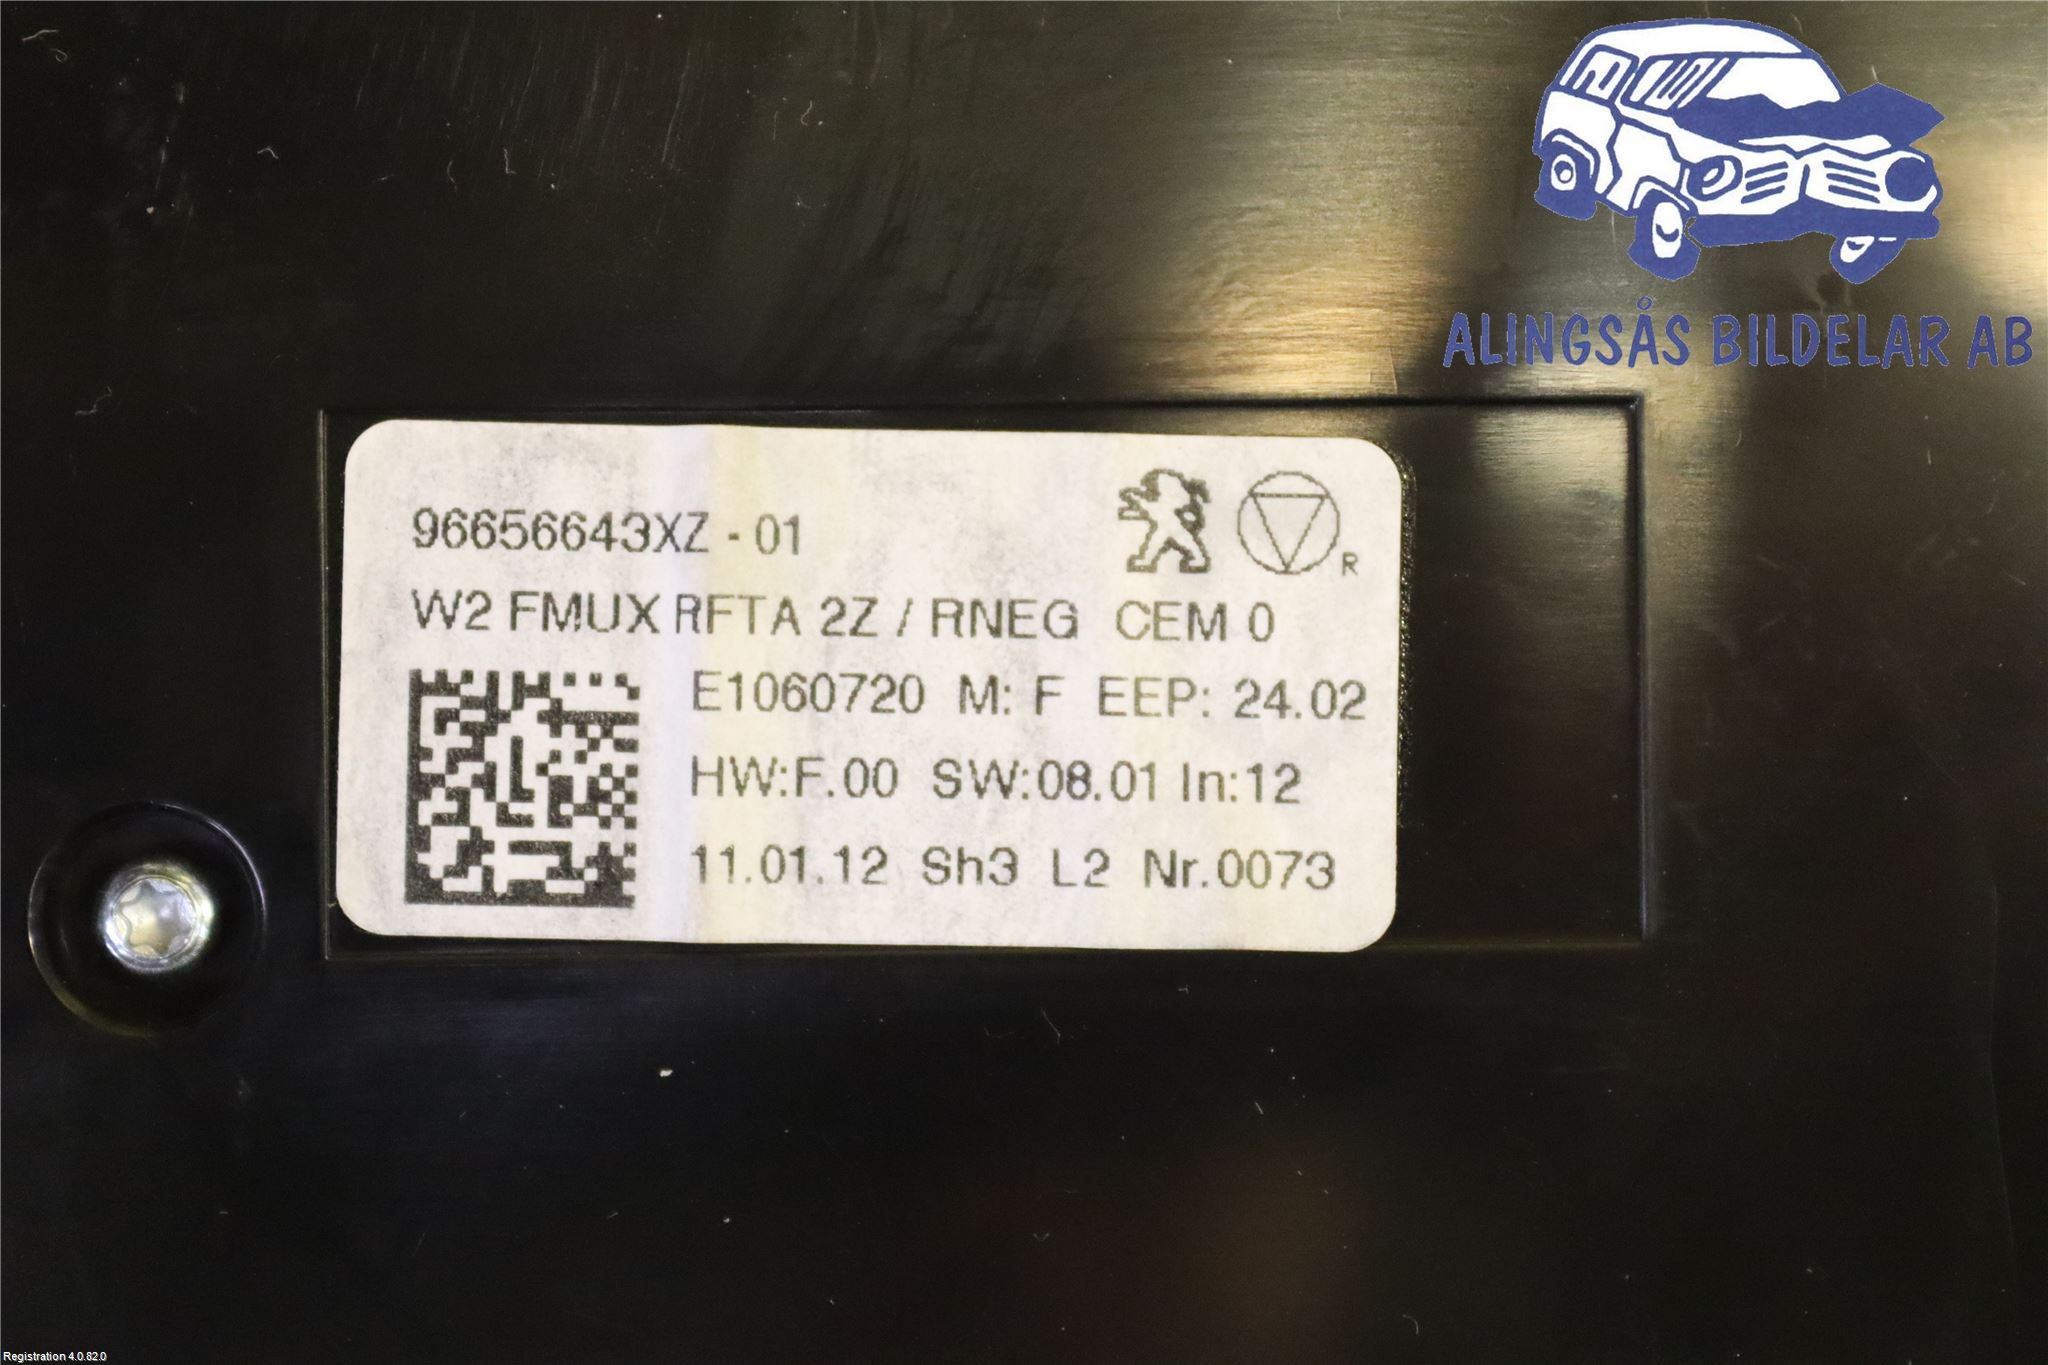 ALINGSÅS BILDELAR AB
96656643XZ - 01
R
W2 FMUX RFTA 2Z / RNEG CEM 0
E1060720 M: F EEP: 24.02
HW:F.00 SW:08.01 In:12
11.01.12 Sh3 L2 Nr.0073
Registration 4.0.82.0